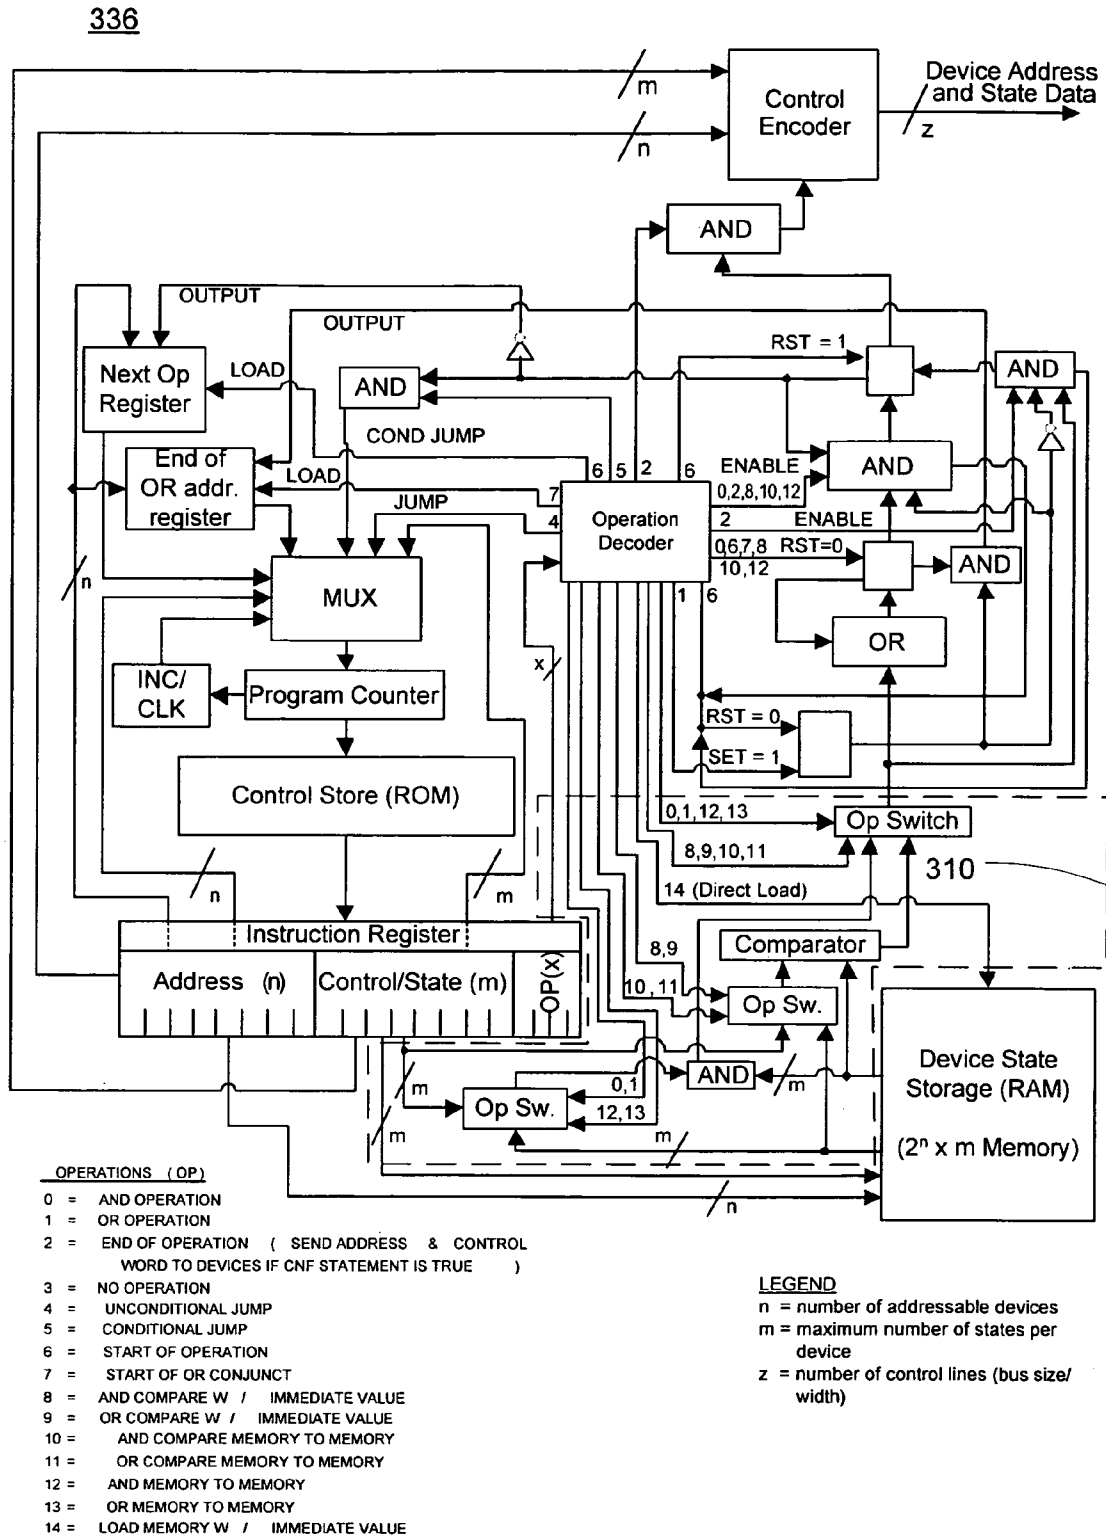 336
m
Control
Encoder
Device Address
and State Data
z
n
AND
OUTPUT
OUTPUT
RST = 1
Next Op
Register
LOAD
AND
AND
COND JUMP
End of
OR addr.
register
LOAD
6 5 2 6
ENABLE
AND
7
0,2,8,10,12
JUMP
4
Operation
Decoder
2
ENABLE
0,6,7,8
RST=0
10,12
AND
n
MUX
1 6
OR
x
INC/
CLK
Program Counter
RST = 0
SET = 1
Control Store (ROM)
0,1,12,13
Op Switch
8,9,10,11
310
n
m
14 (Direct Load)
Instruction Register
Comparator
8,9
Address (n)
Control/State (m)
OP(x)
10,11
Op Sw.
Device State
Storage (RAM)
(2ⁿ x m Memory)
m
AND
m
0,1
Op Sw.
12,13
m
m
n
OPERATIONS (OP)
0 = AND OPERATION
1 = OR OPERATION
2 = END OF OPERATION ( SEND ADDRESS & CONTROL
WORD TO DEVICES IF CNF STATEMENT IS TRUE )
3 = NO OPERATION
4 = UNCONDITIONAL JUMP
5 = CONDITIONAL JUMP
6 = START OF OPERATION
7 = START OF OR CONJUNCT
8 = AND COMPARE W / IMMEDIATE VALUE
9 = OR COMPARE W / IMMEDIATE VALUE
10 = AND COMPARE MEMORY TO MEMORY
11 = OR COMPARE MEMORY TO MEMORY
12 = AND MEMORY TO MEMORY
13 = OR MEMORY TO MEMORY
14 = LOAD MEMORY W / IMMEDIATE VALUE
LEGEND
n = number of addressable devices
m = maximum number of states per
device
z = number of control lines (bus size/
width)